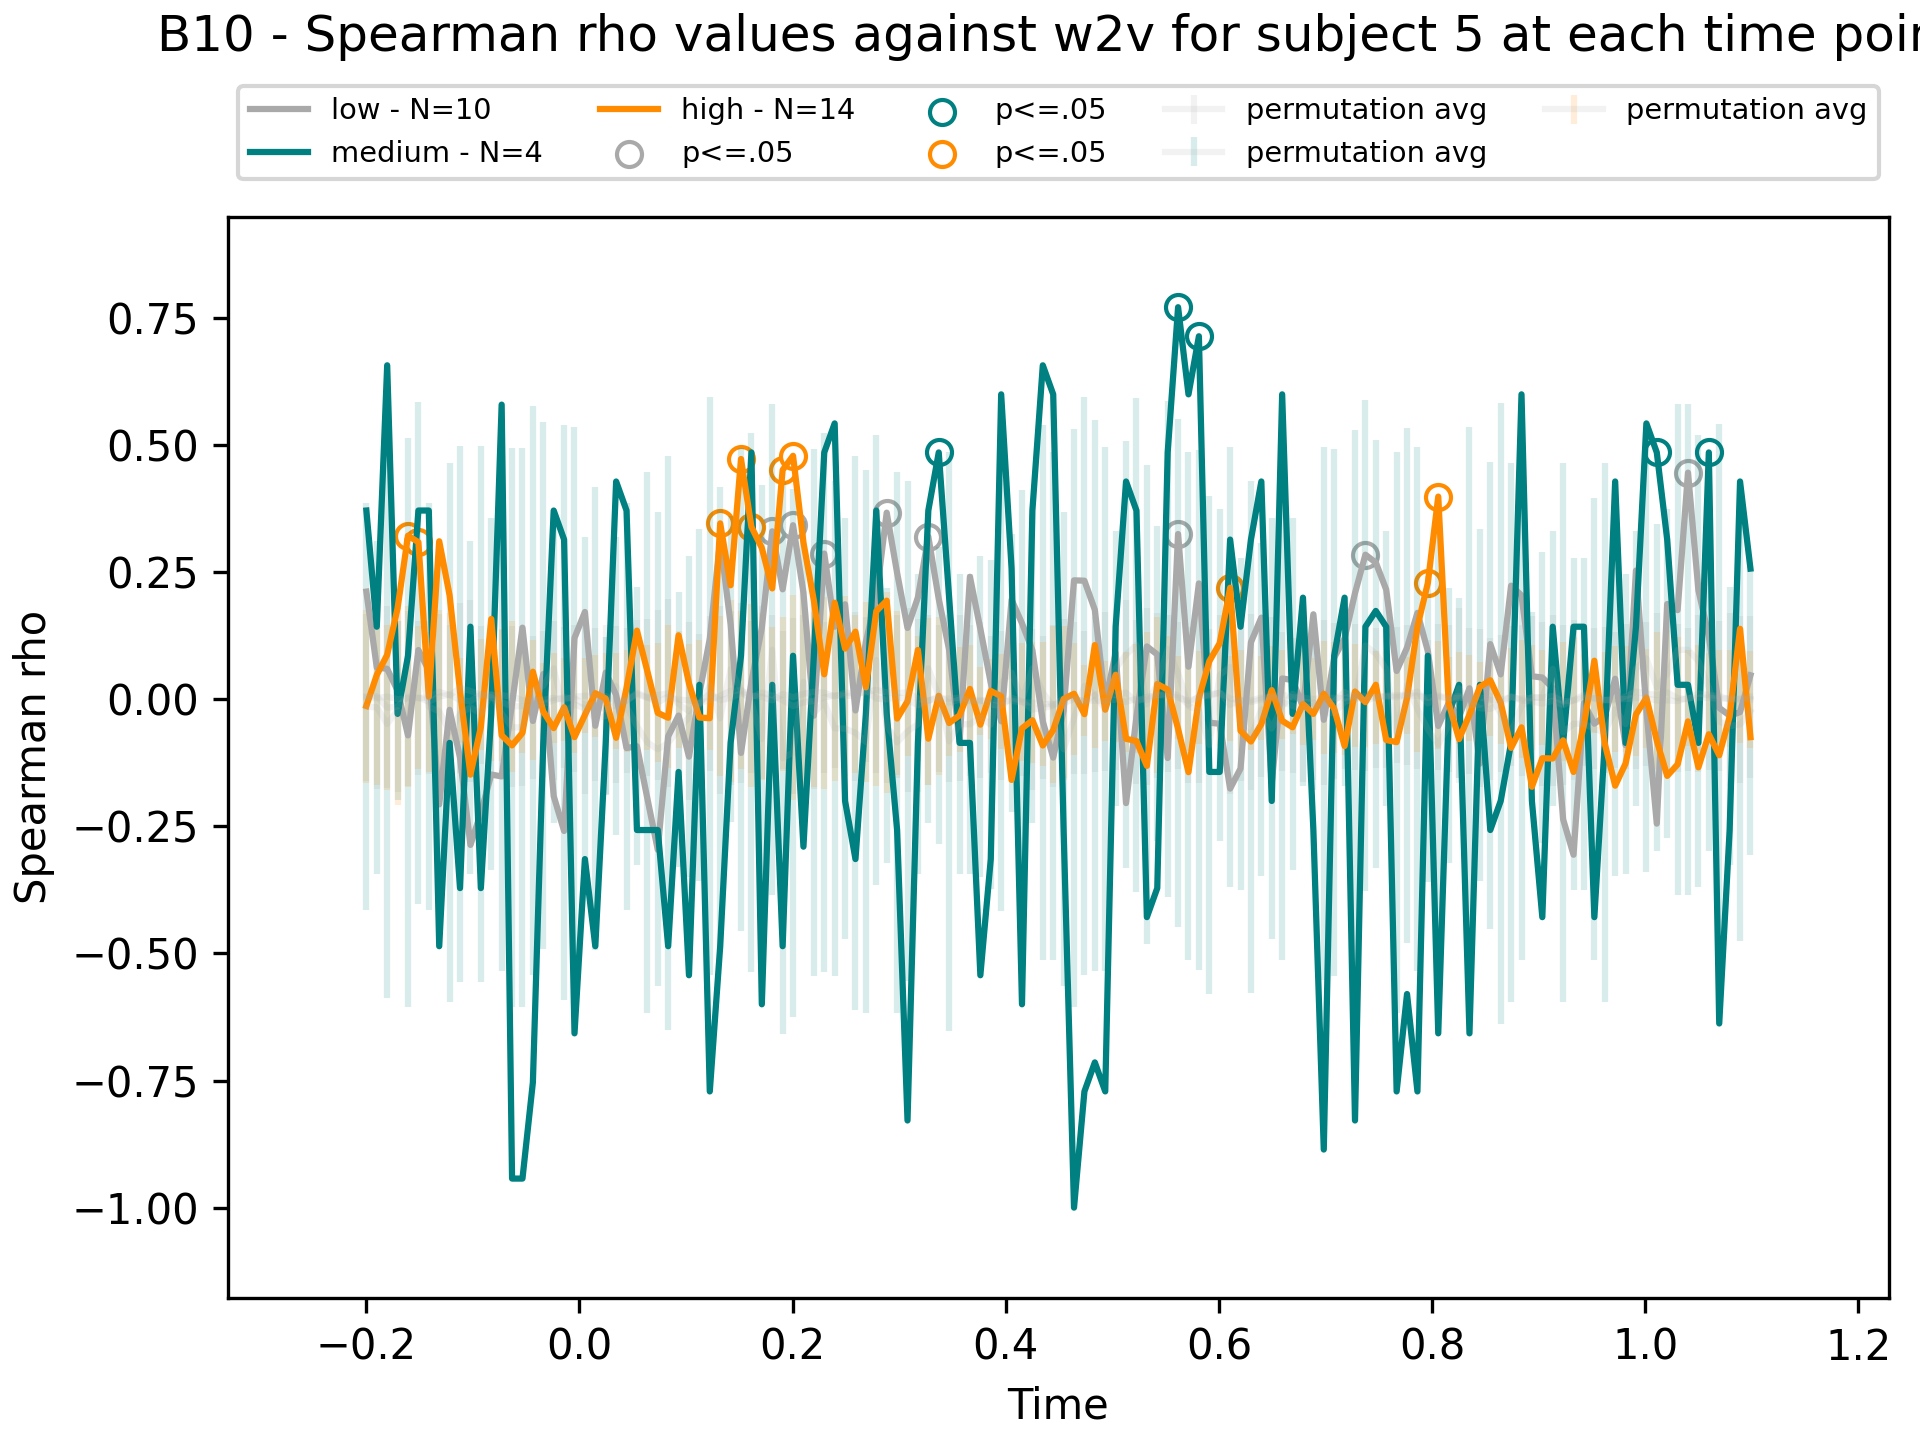 B10 - Spearman rho values against w2v for subject 5 at each time
low - N=10
medium - N=4
high - N=14
p<=.05
p<=.05
p<=.05
permutation avg
permutation avg
permutation avg
Spearman rho
0.75
0.50
0.25
0.00
−0.25
−0.50
−0.75
−1.00
−0.2 0.0 0.2 0.4 0.6 0.8 1.0 1.2
Time